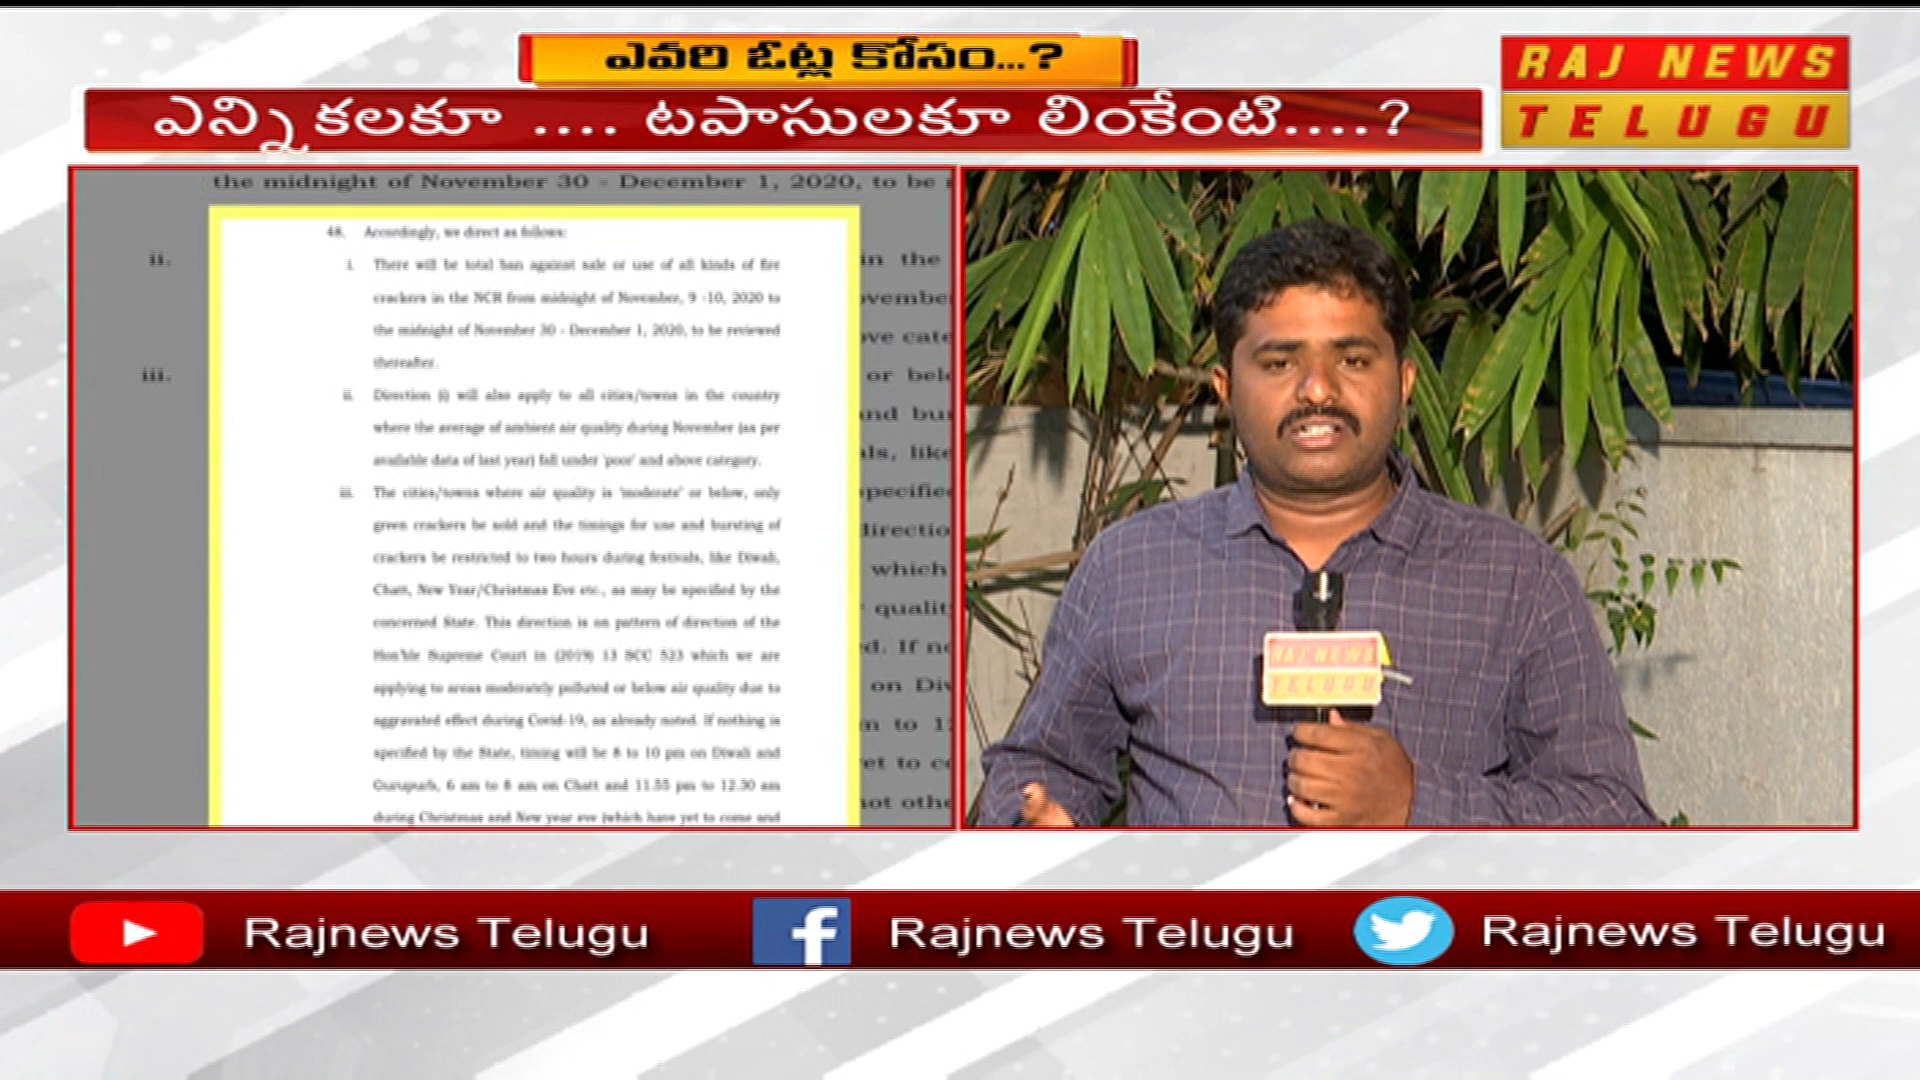 ఎవరి ఓట్ల కోసం...?
ఎన్నికలకూ .... టపాసులకూ లింకేంటి....?
RAJ NEWS
TELUGU
the midnight of November 30 - December 1, 2020, to be
48. Accordingly, we direct as follows:
i. There will be total ban against sale or use of all kinds of fire
crackers in the NCR from midnight of November, 9 -10, 2020 to
the midnight of November 30 - December 1, 2020, to be reviewed
thereafter.
ii. Direction (i) will also apply to all cities/towns in the country
where the average of ambient air quality during November (as per
available data of last year) fall under 'poor' and above category.
iii. The cities/towns where air quality is 'moderate' or below, only
green crackers be sold and the timings for use and bursting of
crackers be restricted to two hours during festivals, like Diwali,
Chatt, New Year/Christmas Eve etc., as may be specified by the
concerned State. This direction is on pattern of direction of the
Hon'ble Supreme Court in (2019) 13 SCC 523 which we are
applying to areas moderately polluted or below air quality due to
aggravated effect during Covid-19, as already noted. If nothing is
specified by the State, timing will be 8 to 10 pm on Diwali and
Gurupurb, 6 am to 8 am on Chatt and 11.55 pm to 12.30 am
during Christmas and New year eve (which have yet to come and
ii.
iii.
in the
or
which
on
to
RAJ NEWS
TELUGU
Rajnews Telugu
Rajnews Telugu
Rajnews Telugu